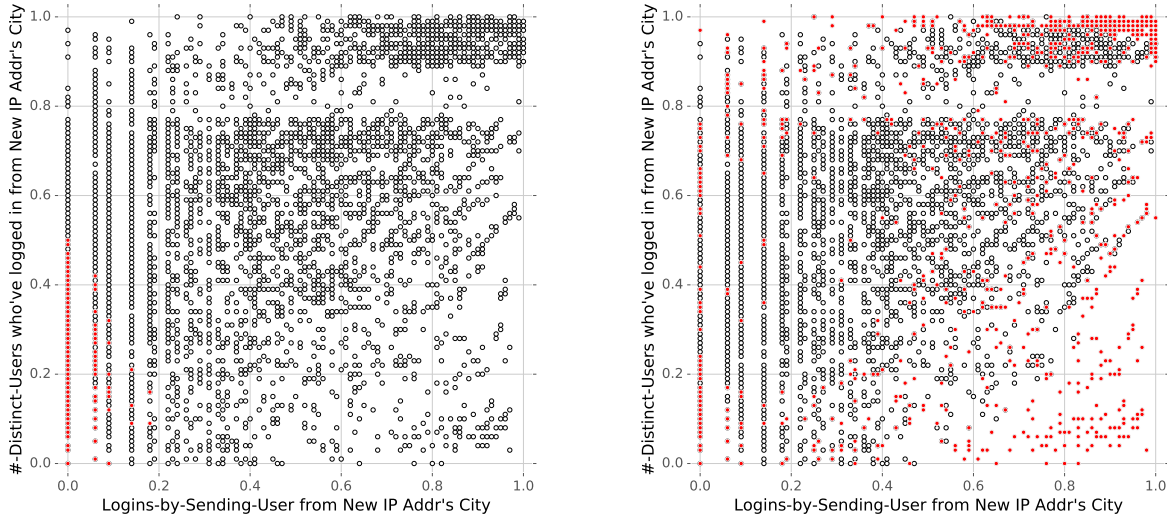 #-Distinct-Users who've logged in from New IP Addr's City
1.0
0.8
0.6
0.4
0.2
0.0
0.0 0.2 0.4 0.6 0.8 1.0
Logins-by-Sending-User from New IP Addr's City
#-Distinct-Users who've logged in from New IP Addr's City
1.0
0.8
0.6
0.4
0.2
0.0
0.0 0.2 0.4 0.6 0.8 1.0
Logins-by-Sending-User from New IP Addr's City